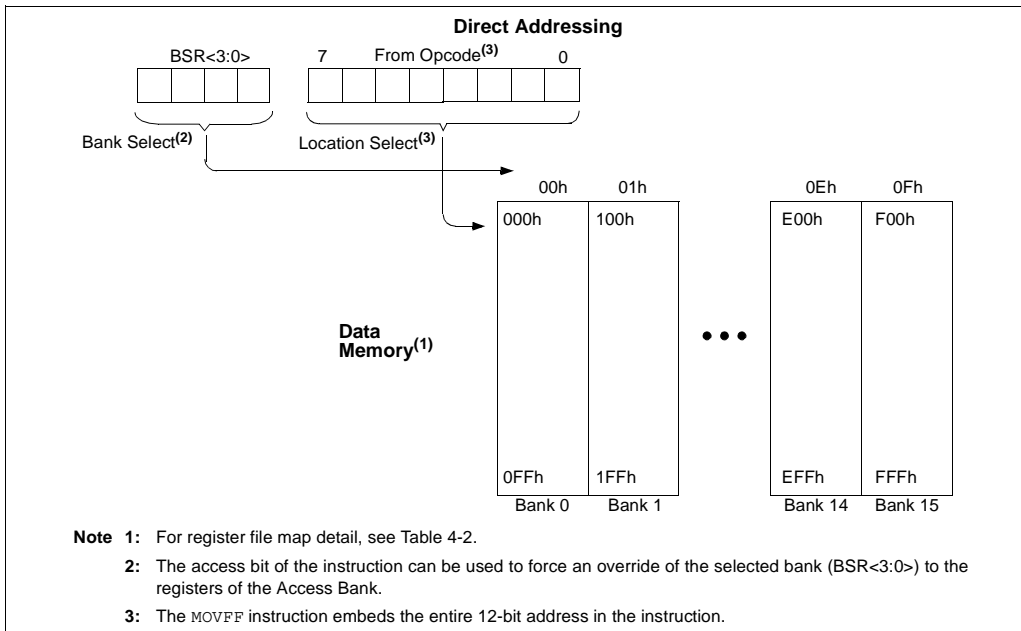 Direct Addressing
BSR<3:0> 7 From Opcode(3) 0
Bank Select(2) Location Select(3)
00h 01h 0Eh 0Fh
000h 100h E00h F00h
Data
Memory(1)
0FFh 1FFh EFFh FFFh
Bank 0 Bank 1 Bank 14 Bank 15
Note 1: For register file map detail, see Table 4-2.
2: The access bit of the instruction can be used to force an override of the selected bank (BSR<3:0>) to the
registers of the Access Bank.
3: The MOVFF instruction embeds the entire 12-bit address in the instruction.